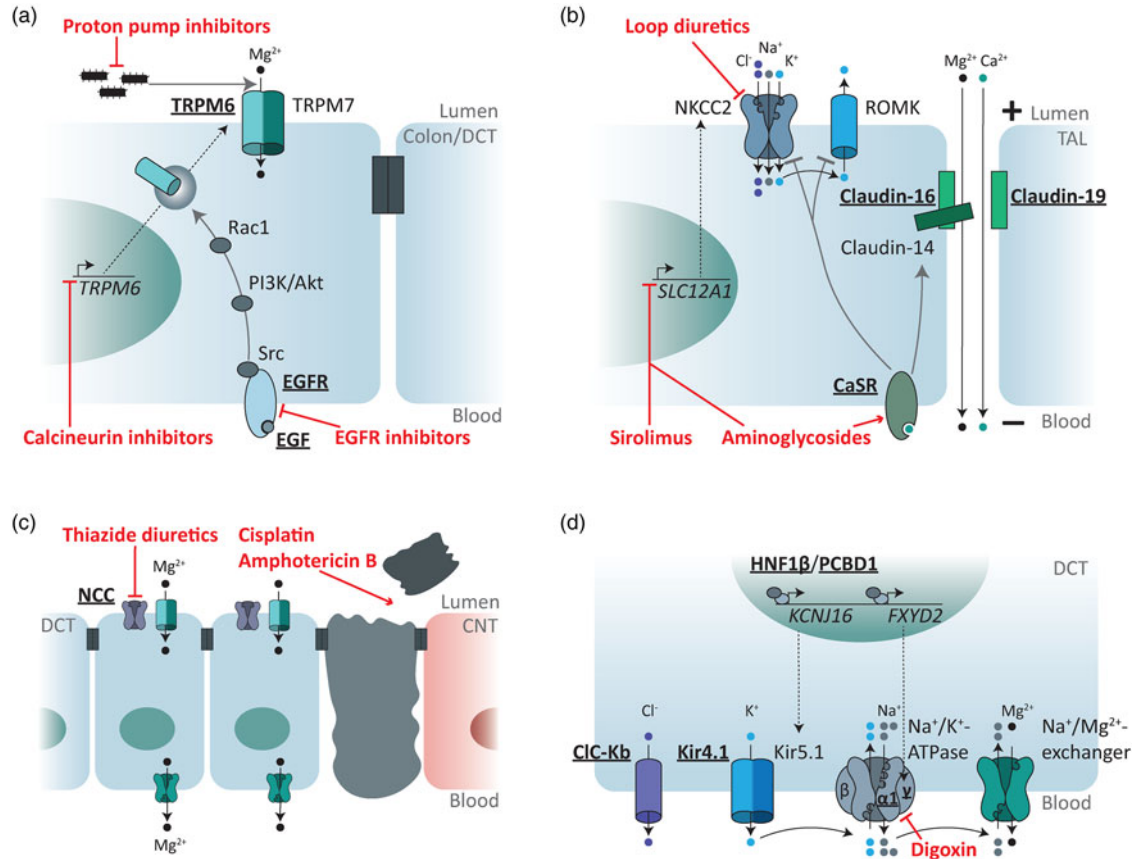 (a)
Proton pump inhibitors
Mg²⁺
TRPM6
TRPM7
Lumen
Colon/DCT
Rac1
TRPM6
PI3K/Akt
Src
EGFR
Blood
Calcineurin inhibitors
EGF
EGFR inhibitors
(b)
Loop diuretics
Na⁺
Cl⁻
K⁺
Mg²⁺
Ca²⁺
NKCC2
ROMK
+
Lumen
TAL
Claudin-16
Claudin-19
Claudin-14
SLC12A1
CaSR
–
Blood
Sirolimus
Aminoglycosides
(c)
Thiazide diuretics
Cisplatin
Amphotericin B
Mg²⁺
NCC
Lumen
DCT
CNT
Blood
Mg²⁺
(d)
HNF1β/PCBD1
DCT
KCNJ16
FXYD2
Cl⁻
K⁺
Na⁺
Mg²⁺
ClC-Kb
Kir4.1
Kir5.1
Na⁺/K⁺-
ATPase
Na⁺/Mg²⁺-
exchanger
β
α1
γ
Blood
Digoxin